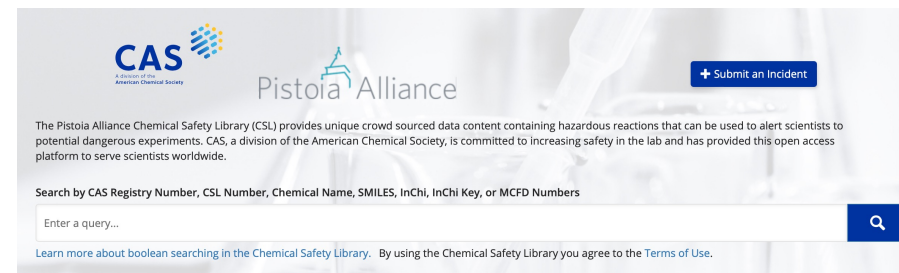 CAS
A division of the
American Chemical Society
Pistoia Alliance
+ Submit an Incident
The Pistoia Alliance Chemical Safety Library (CSL) provides unique crowd sourced data content containing hazardous reactions that can be used to alert scientists to
potential dangerous experiments. CAS, a division of the American Chemical Society, is committed to increasing safety in the lab and has provided this open access
platform to serve scientists worldwide.
Search by CAS Registry Number, CSL Number, Chemical Name, SMILES, InChi, InChi Key, or MCFD Numbers
Enter a query...
Learn more about boolean searching in the Chemical Safety Library. By using the Chemical Safety Library you agree to the Terms of Use.